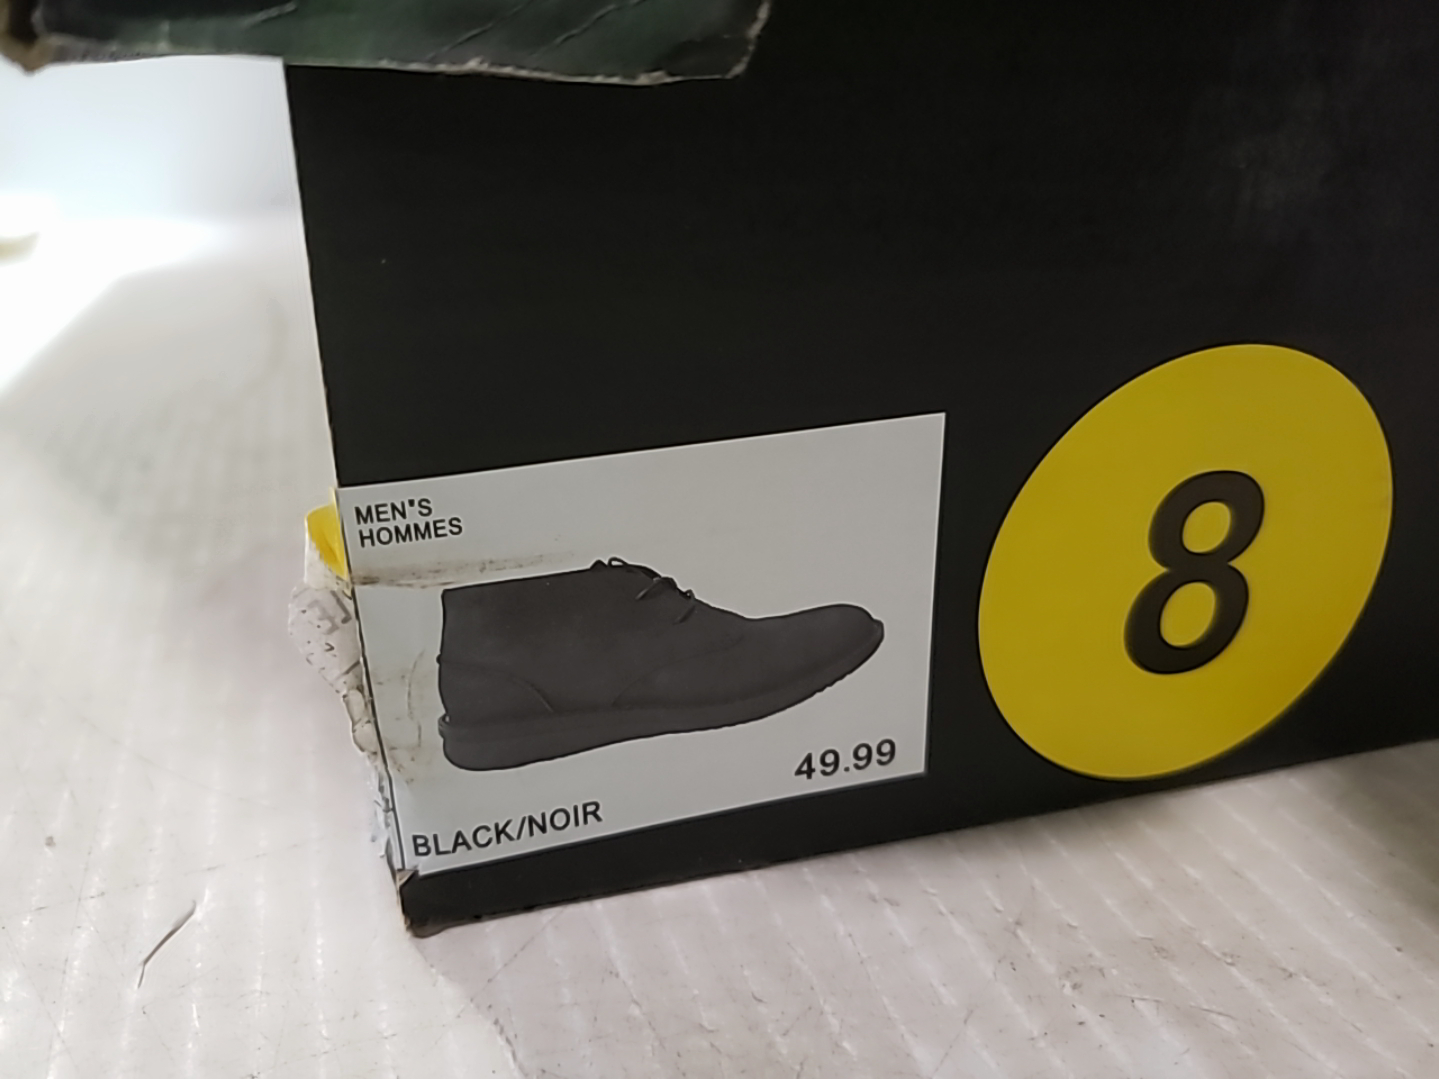 MEN'S
HOMMES
49.99
BLACK/NOIR
8